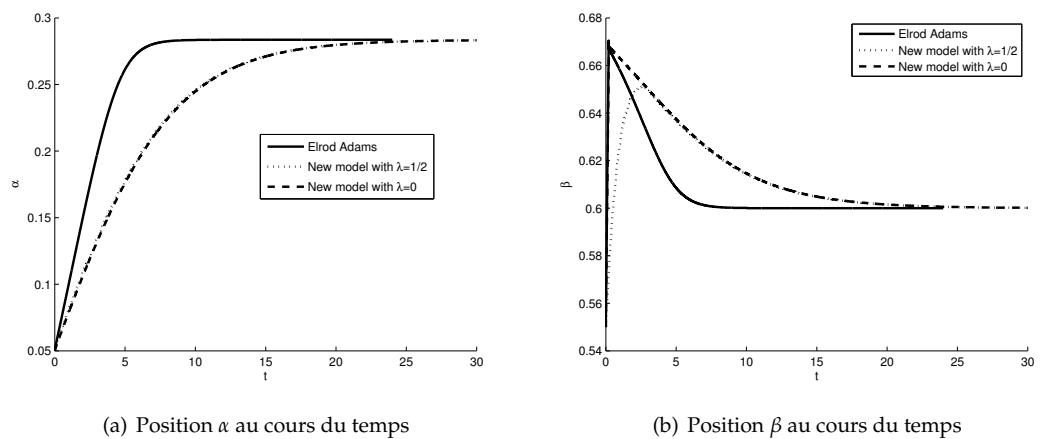 0.3
0.25
0.2
0.15
0.1
0.05
α
0 5 10 15 20 25 30
t
Elrod Adams
New model with λ=1/2
New model with λ=0
(a) Position α au cours du temps
0.68
0.66
0.64
0.62
0.6
0.58
0.56
0.54
β
0 5 10 15 20 25 30
t
Elrod Adams
New model with λ=1/2
New model with λ=0
(b) Position β au cours du temps